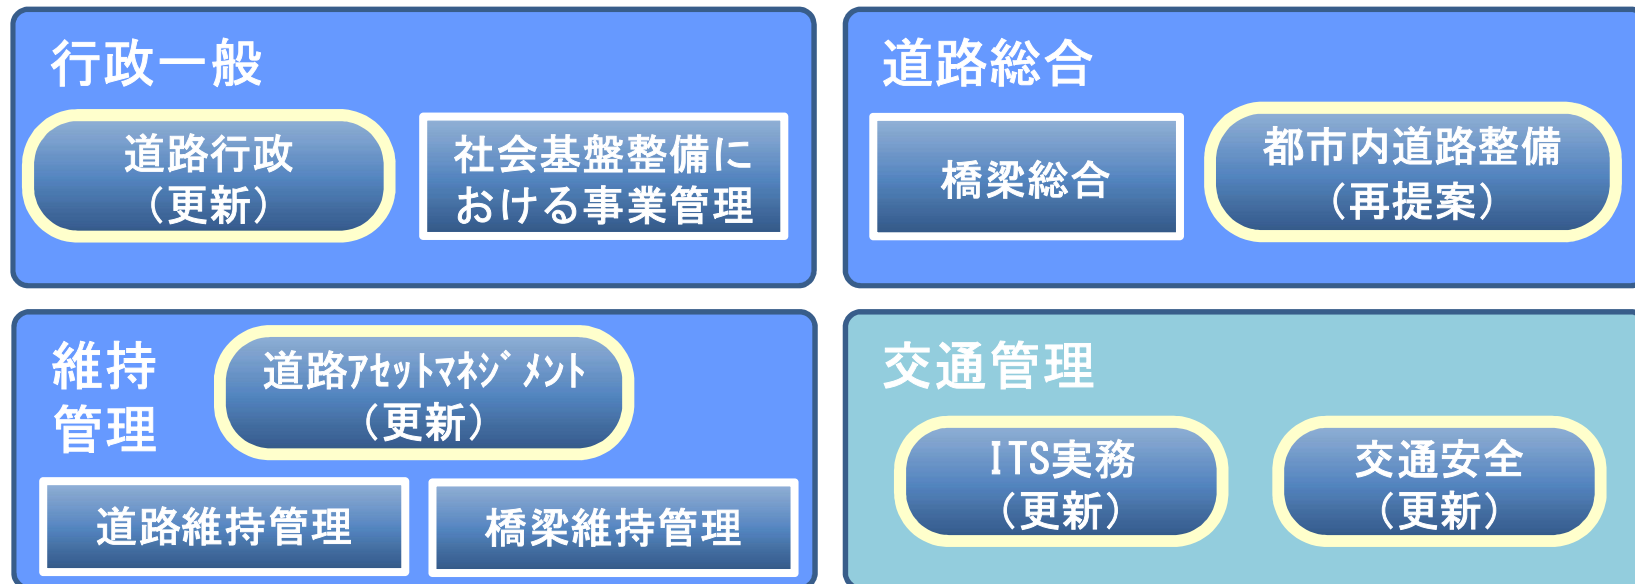 行政一般
道路行政
（更新）
社会基盤整備に
おける事業管理
道路総合
橋梁総合
都市内道路整備
（再提案）
維持
管理
道路ｱｾｯﾄﾏﾈｼﾞﾒﾝﾄ
（更新）
道路維持管理
橋梁維持管理
交通管理
ITS実務
（更新）
交通安全
（更新）